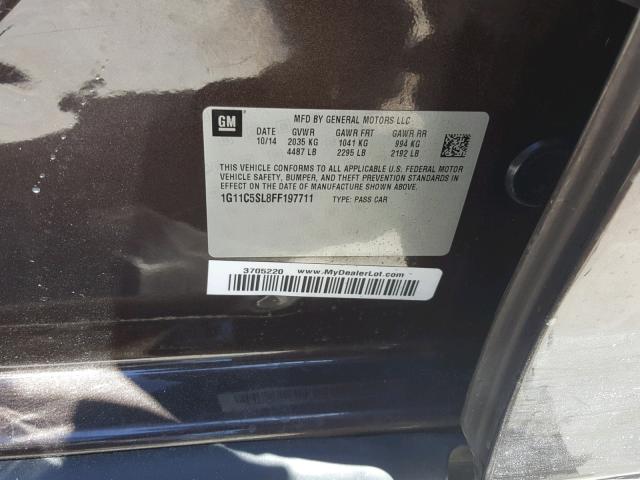 GM
MFD BY GENERAL MOTORS LLC
DATE GVWR GAWR FRT GAWR RR
10/14 2035 KG 1041 KG 994 KG
4487 LB 2295 LB 2192 LB
THIS VEHICLE CONFORMS TO ALL APPLICABLE U.S. FEDERAL MOTOR
VEHICLE SAFETY, BUMPER, AND THEFT PREVENTION STANDARDS IN
EFFECT ON THE DATE OF MANUFACTURE SHOWN ABOVE.
1G11C5SL8FF197711 TYPE: PASS CAR
3705220 www.MyDealerLot.com